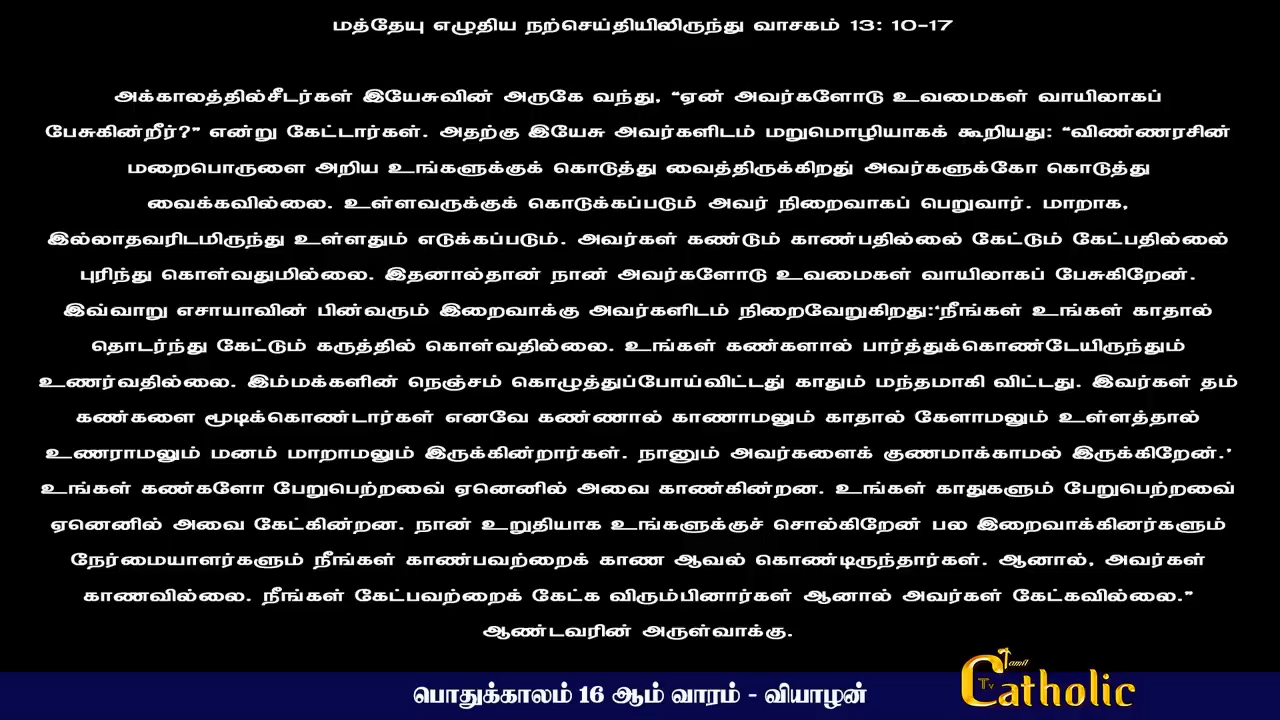 மத்தேயு எழுதிய நற்செய்தியிலிருந்து வாசகம் 13: 10-17
அக்காலத்தில்சீடர்கள் இயேசுவின் அருகே வந்து, “ஏன் அவர்களோடு உவமைகள் வாயிலாகப்
பேசுகின்றீர்?” என்று கேட்டார்கள். அதற்கு இயேசு அவர்களிடம் மறுமொழியாகக் கூறியது: “விண்ணரசின்
மறைபொருளை அறிய உங்களுக்குக் கொடுத்து வைத்திருக்கிறது் அவர்களுக்கோ கொடுத்து
வைக்கவில்லை. உள்ளவருக்குக் கொடுக்கப்படும் அவர் நிறைவாகப் பெறுவார். மாறாக,
இல்லாதவரிடமிருந்து உள்ளதும் எடுக்கப்படும். அவர்கள் கண்டும் காண்பதில்லை் கேட்டும் கேட்பதில்லை்
புரிந்து கொள்வதுமில்லை. இதனால்தான் நான் அவர்களோடு உவமைகள் வாயிலாகப் பேசுகிறேன்.
இவ்வாறு எசாயாவின் பின்வரும் இறைவாக்கு அவர்களிடம் நிறைவேறுகிறது:‘நீங்கள் உங்கள் காதால்
தொடர்ந்து கேட்டும் கருத்தில் கொள்வதில்லை. உங்கள் கண்களால் பார்த்துக்கொண்டேயிருந்தும்
உணர்வதில்லை. இம்மக்களின் நெஞ்சம் கொழுத்துப்போய்விட்டது் காதும் மந்தமாகி விட்டது. இவர்கள் தம்
கண்களை மூடிக்கொண்டார்கள் எனவே கண்ணால் காணாமலும் காதால் கேளாமலும் உள்ளத்தால்
உணராமலும் மனம் மாறாமலும் இருக்கின்றார்கள். நானும் அவர்களைக் குணமாக்காமல் இருக்கிறேன்.’
உங்கள் கண்களோ பேறுபெற்றவை் ஏனெனில் அவை காண்கின்றன. உங்கள் காதுகளும் பேறுபெற்றவை்
ஏனெனில் அவை கேட்கின்றன. நான் உறுதியாக உங்களுக்குச் சொல்கிறேன் பல இறைவாக்கினர்களும்
நேர்மையாளர்களும் நீங்கள் காண்பவற்றைக் காண ஆவல் கொண்டிருந்தார்கள். ஆனால், அவர்கள்
காணவில்லை. நீங்கள் கேட்பவற்றைக் கேட்க விரும்பினார்கள் ஆனால் அவர்கள் கேட்கவில்லை.”
ஆண்டவரின் அருள்வாக்கு.
பொதுக்காலம் 16 ஆம் வாரம் - வியாழன்
Tamil Catholic Tv